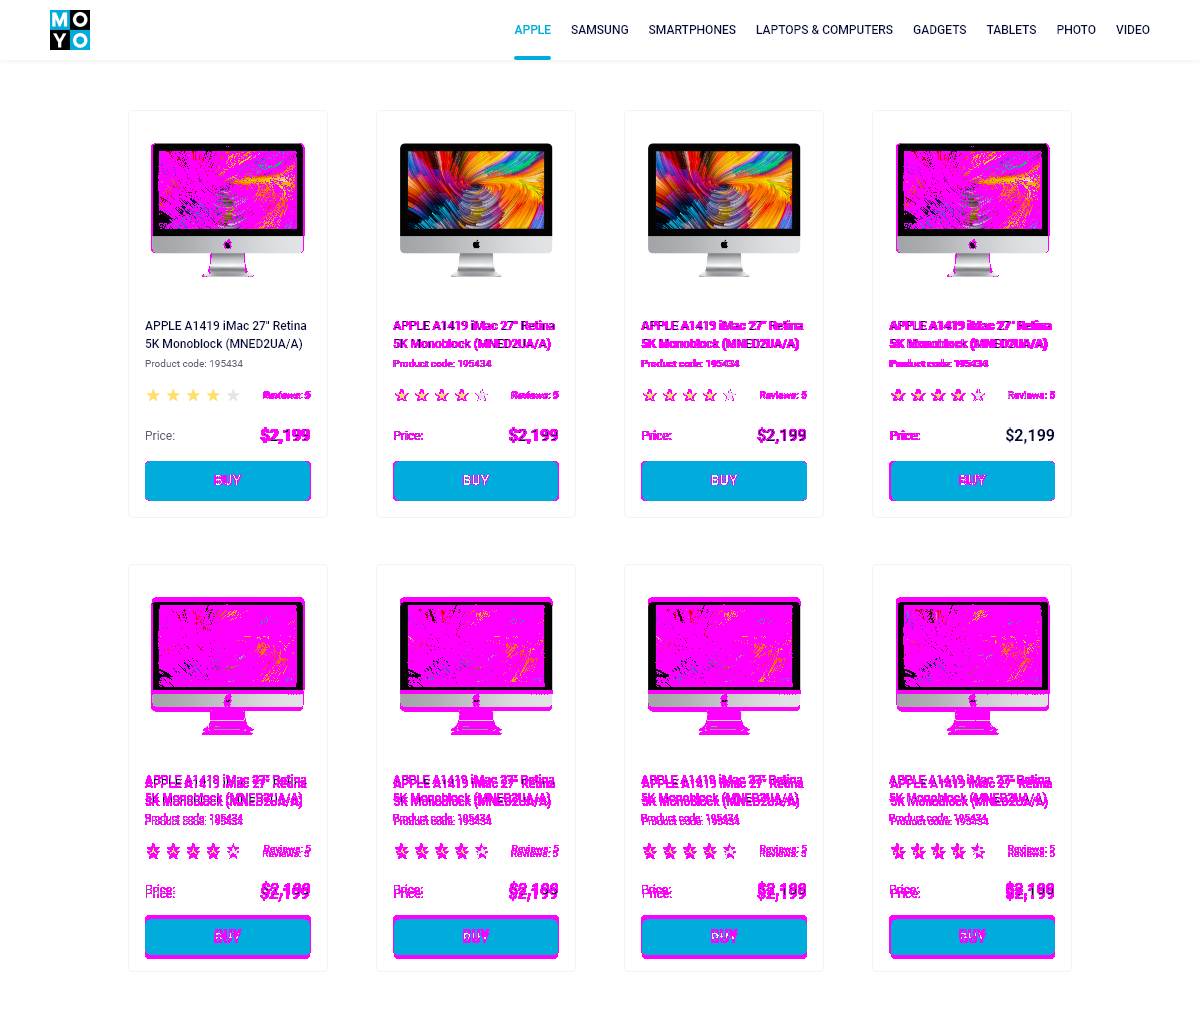 MO
YO
APPLE SAMSUNG SMARTPHONES LAPTOPS & COMPUTERS GADGETS TABLETS PHOTO VIDEO
APPLE A1419 iMac 27" Retina APPLE A1419 iMac 27" Retina APPLE A1419 iMac 27" Retina APPLE A1419 iMac 27" Retina
5K Monoblock (MNED2UA/A) 5K Monoblock (MNED2UA/A) 5K Monoblock (MNED2UA/A) 5K Monoblock (MNED2UA/A)
Product code: 195434 Product code: 195434 Product code: 195434 Product code: 195434
Reviews: 5 Reviews: 5 Reviews: 5 Reviews: 5
Price: $2,199 Price: $2,199 Price: $2,199 Price: $2,199
BUY BUY BUY BUY
APPLE A1419 iMac 27" Retina APPLE A1419 iMac 27" Retina APPLE A1419 iMac 27" Retina APPLE A1419 iMac 27" Retina
5K Monoblock (MNED2UA/A) 5K Monoblock (MNED2UA/A) 5K Monoblock (MNED2UA/A) 5K Monoblock (MNED2UA/A)
Product code: 195434 Product code: 195434 Product code: 195434 Product code: 195434
Reviews: 5 Reviews: 5 Reviews: 5 Reviews: 5
Price: $2,199 Price: $2,199 Price: $2,199 Price: $2,199
BUY BUY BUY BUY